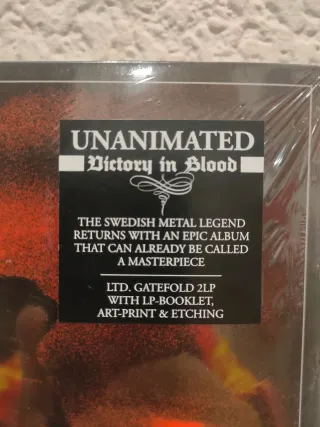 UNANIMATED
Victory in Blood
THE SWEDISH METAL LEGEND
RETURNS WITH AN EPIC ALBUM
THAT CAN ALREADY BE CALLED
A MASTERPIECE
LTD. GATEFOLD 2LP
WITH LP-BOOKLET,
ART-PRINT & ETCHING